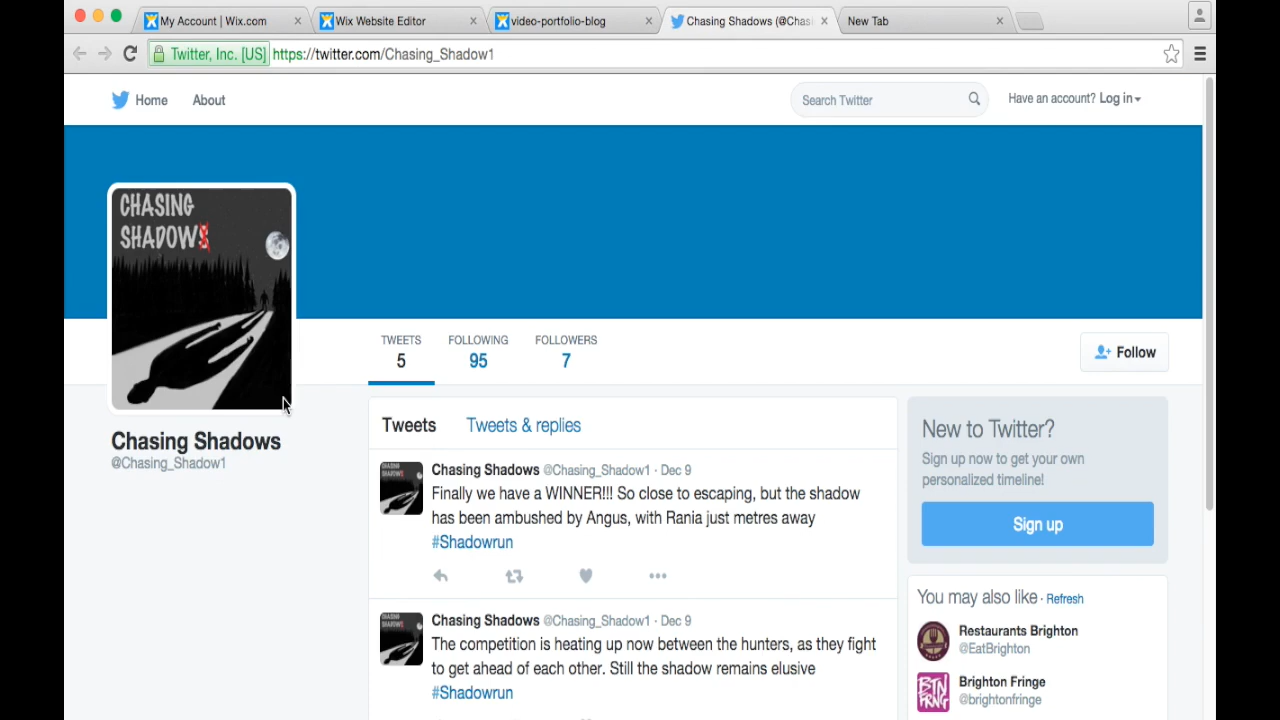 My Account | Wix.com
Wix Website Editor
video-portfolio-blog
Chasing Shadows (@Chasi
New Tab
Twitter, Inc. [US] https://twitter.com/Chasing_Shadow1
Home
About
Search Twitter
Have an account? Log in
CHASING
SHADOWS
TWEETS
5
FOLLOWING
95
FOLLOWERS
7
Follow
Chasing Shadows
@Chasing_Shadow1
Tweets
Tweets & replies
Chasing Shadows @Chasing_Shadow1 · Dec 9
Finally we have a WINNER!!! So close to escaping, but the shadow
has been ambushed by Angus, with Rania just metres away
#Shadowrun
Chasing Shadows @Chasing_Shadow1 · Dec 9
The competition is heating up now between the hunters, as they fight
to get ahead of each other. Still the shadow remains elusive
#Shadowrun
New to Twitter?
Sign up now to get your own
personalized timeline!
Sign up
You may also like · Refresh
Restaurants Brighton
@EatBrighton
BTN
FRNG
Brighton Fringe
@brightonfringe